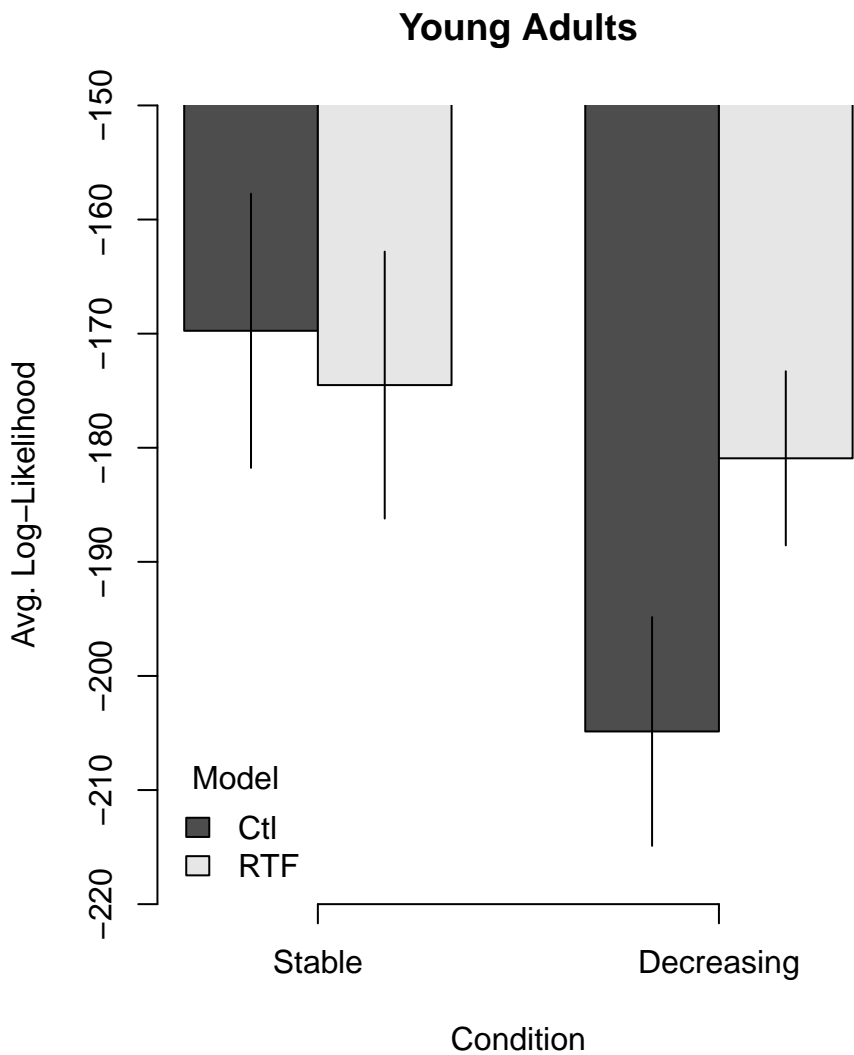 Young Adults
Avg. Log−Likelihood
−150
−160
−170
−180
−190
−200
−210
−220
Model
Ctl
RTF
Stable Decreasing
Condition